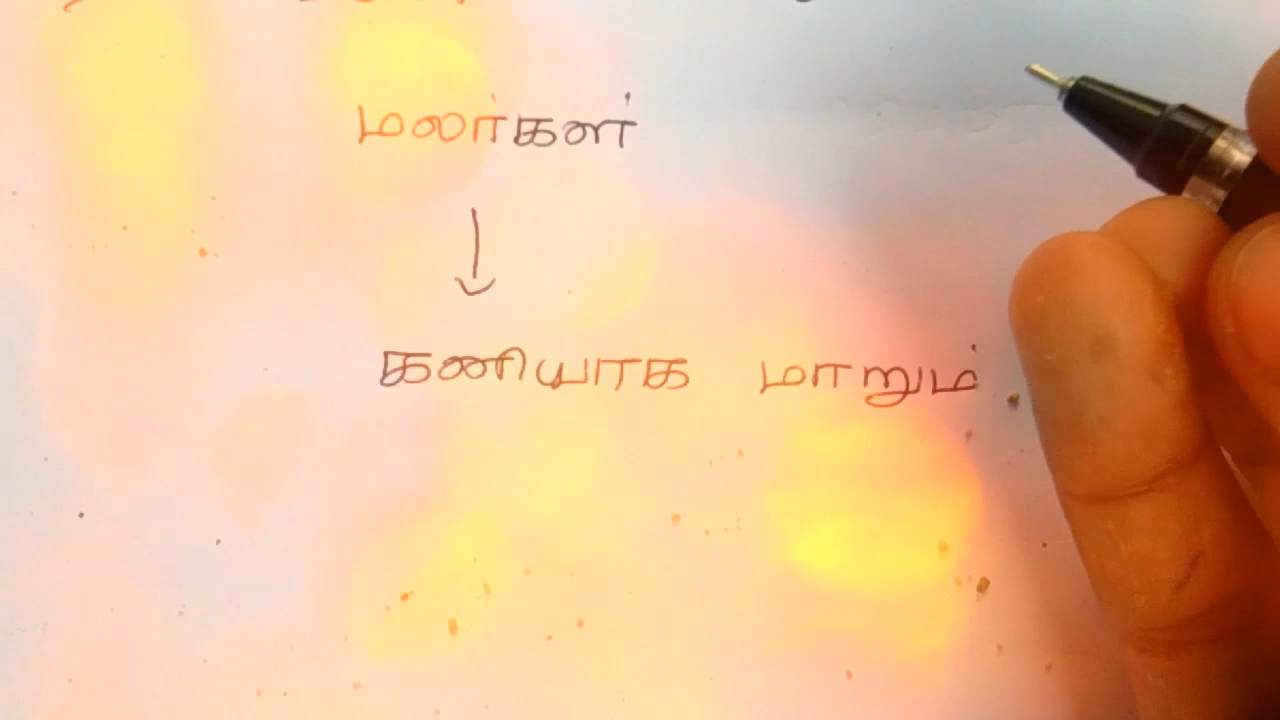 மலர்கள்
↓
கனியாக மாறும்